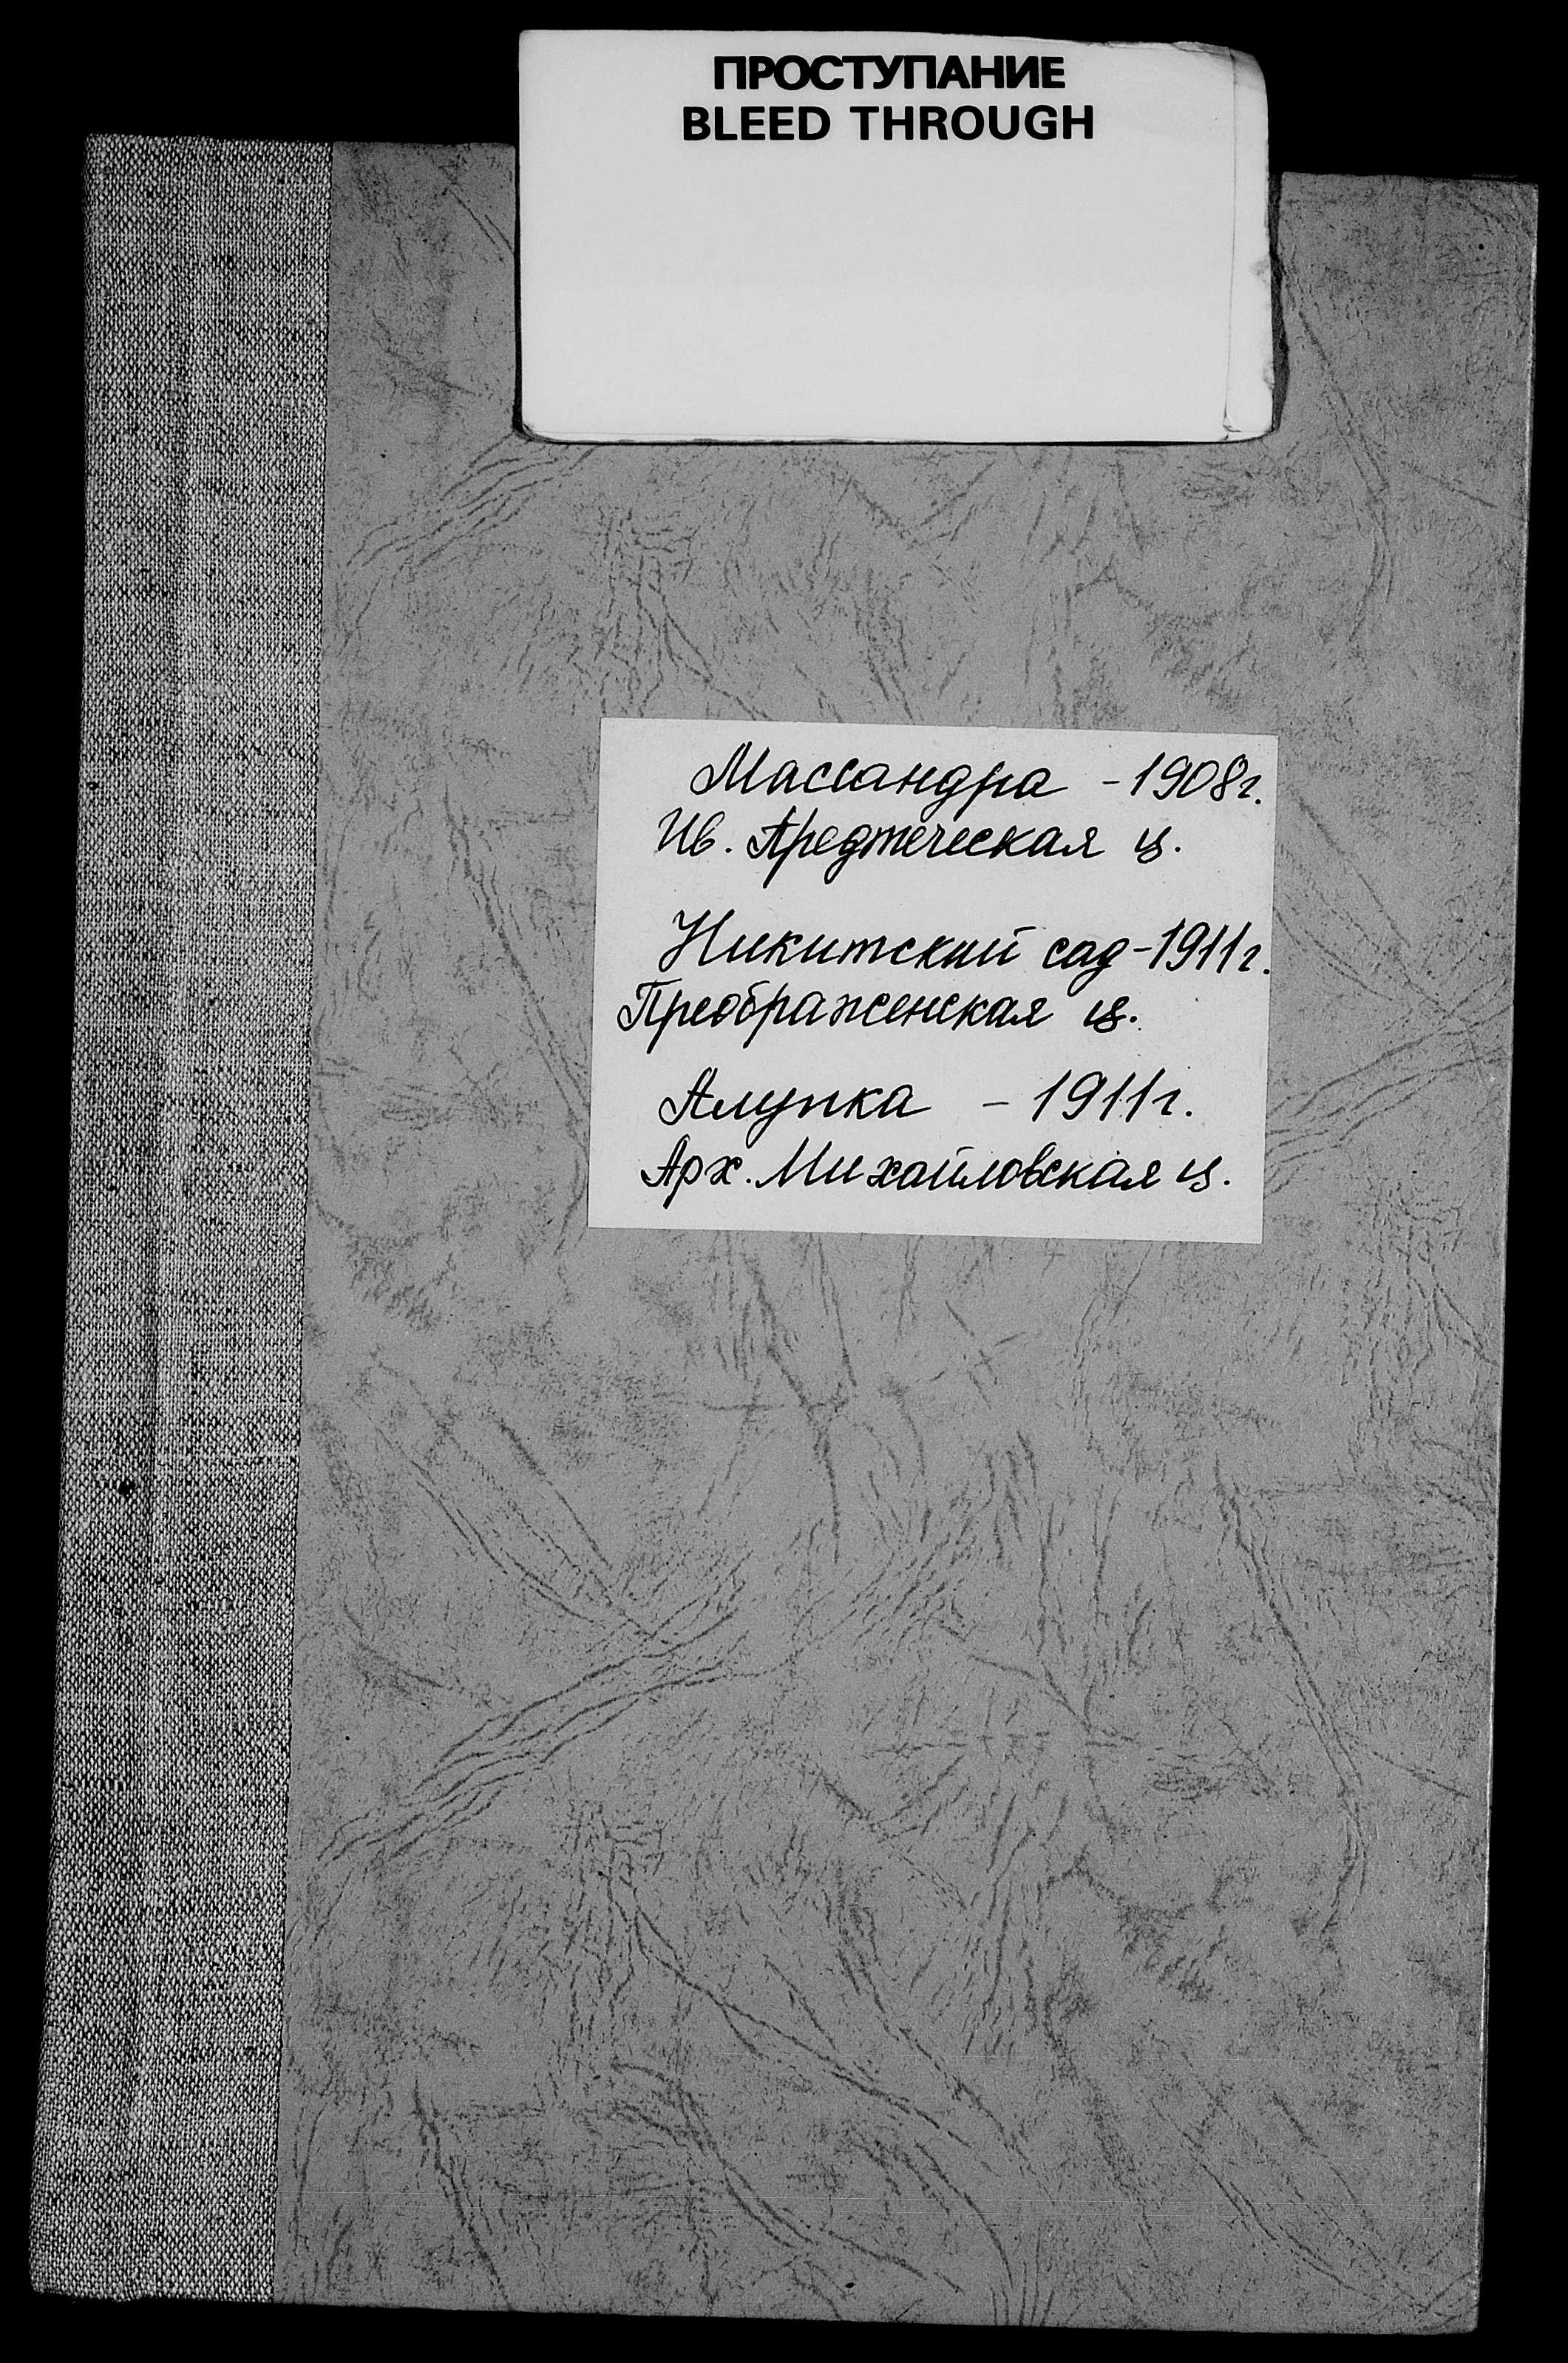 ПРОСТУПАНИЕ
BLEED THROUGH
Массандра - 1908г.
Ив. Предтеческая ц.
Никитский сад - 1911г.
Преображенская ц.
Алупка - 1911г.
Арх. Михайловская ц.